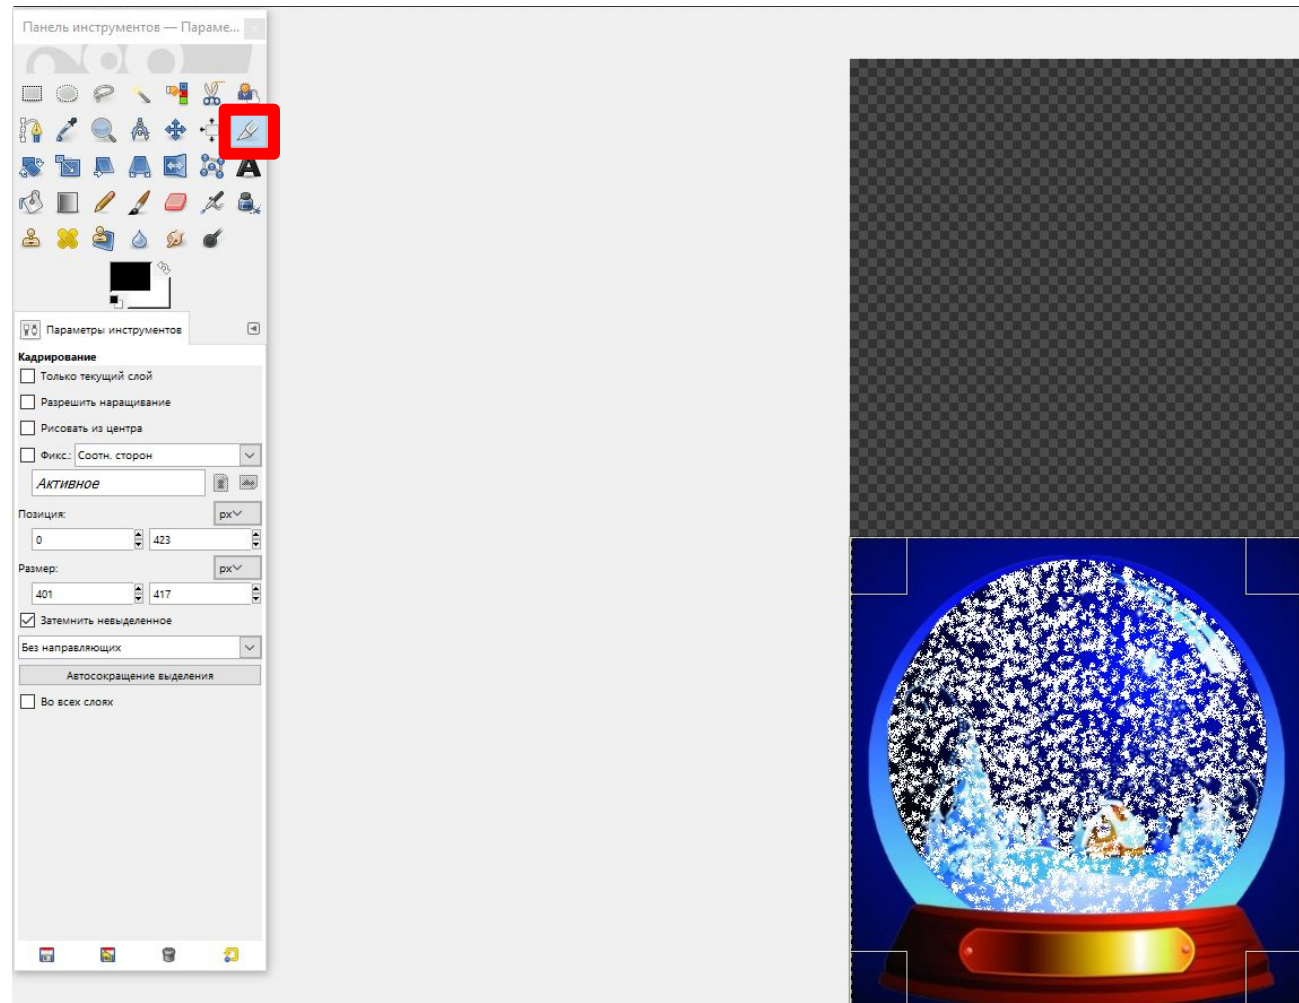 Панель инструментов — Параме...
Параметры инструментов
Кадрирование
Только текущий слой
Разрешить наращивание
Рисовать из центра
Фикс.: Соотн. сторон
Активное
Позиция: px
0 423
Размер: px
401 417
Затемнить невыделенное
Без направляющих
Автосокращение выделения
Во всех слоях